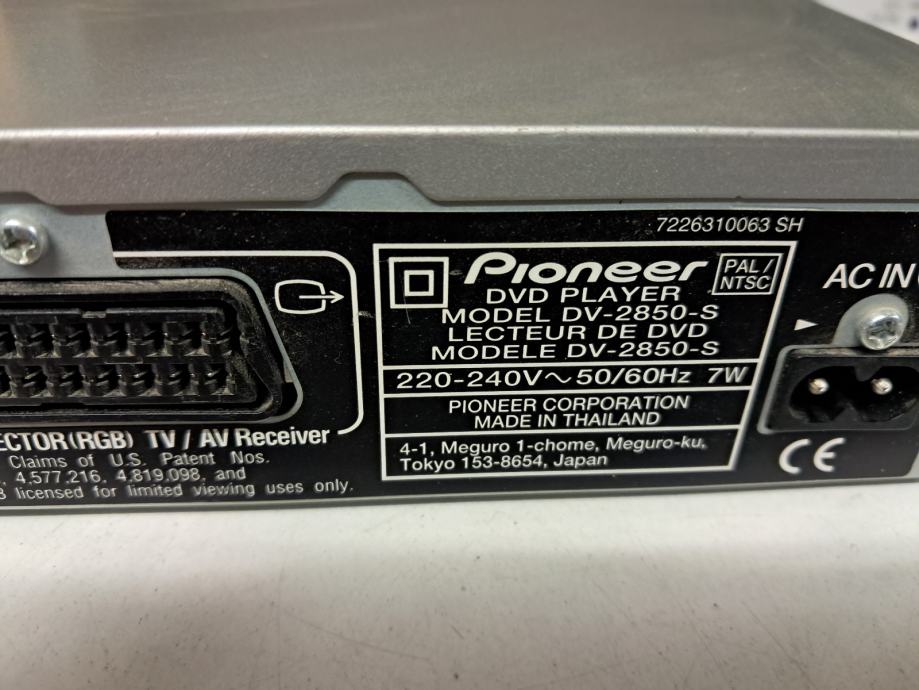 7226310063 SH
Pioneer
PAL/
NTSC
DVD PLAYER
MODEL DV-2850-S
LECTEUR DE DVD
MODELE DV-2850-S
220-240V~50/60Hz 7W
PIONEER CORPORATION
MADE IN THAILAND
4-1, Meguro 1-chome, Meguro-ku,
Tokyo 153-8654, Japan
AC IN
CE
ECTOR(RGB) TV / AV Receiver
Claims of U.S. Patent Nos.
4,577,216, 4,819,098, and
licensed for limited viewing uses only.